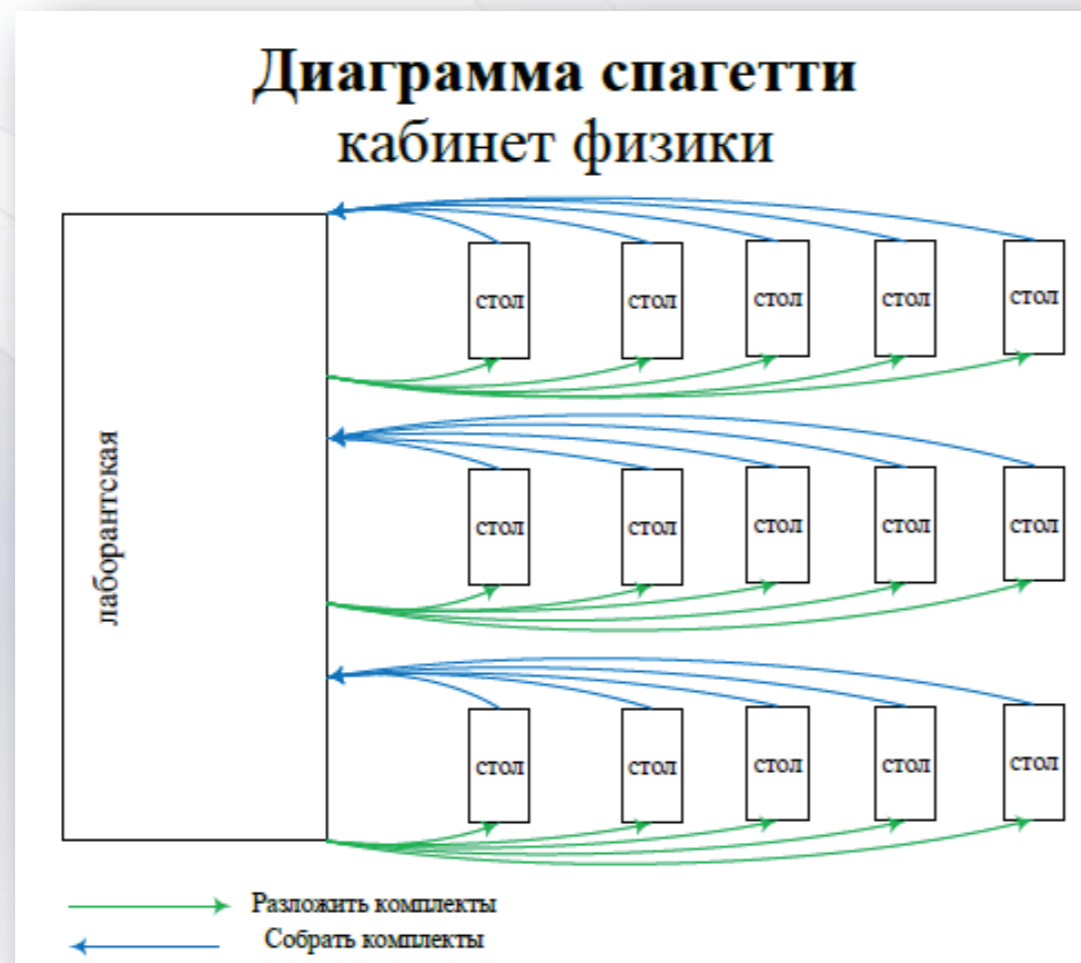 Диаграмма спагетти
кабинет физики
лаборантская
стол стол стол стол стол
стол стол стол стол стол
стол стол стол стол стол
Разложить комплекты
Собрать комплекты